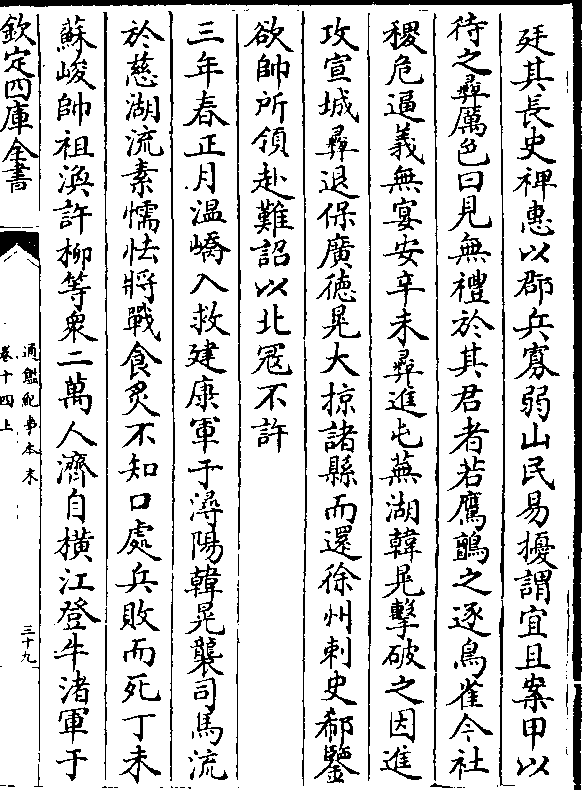 廷其長史裨惠以郡兵寡弱山民易擾謂宜且案甲以
待之彛厲色曰見無禮於其君者若鷹鸇之逐鳥雀今社
稷危逼義無宴安辛未彛進屯蕪湖韓晃擊破之因進
攻宣城彛退保廣徳晃大掠諸縣而還徐州刺史郗鑒
欲帥所領赴難詔以北冦不許
三年春正月温嶠入救建康軍于潯陽韓晃襲司馬流
於慈湖流素懦怯將戰食炙不知口處兵敗而死丁未
蘇峻帥祖渙許柳等衆二萬人濟自橫江登牛渚軍于
欽定四庫全書
通鑑紀事本末
卷十四上
三十九